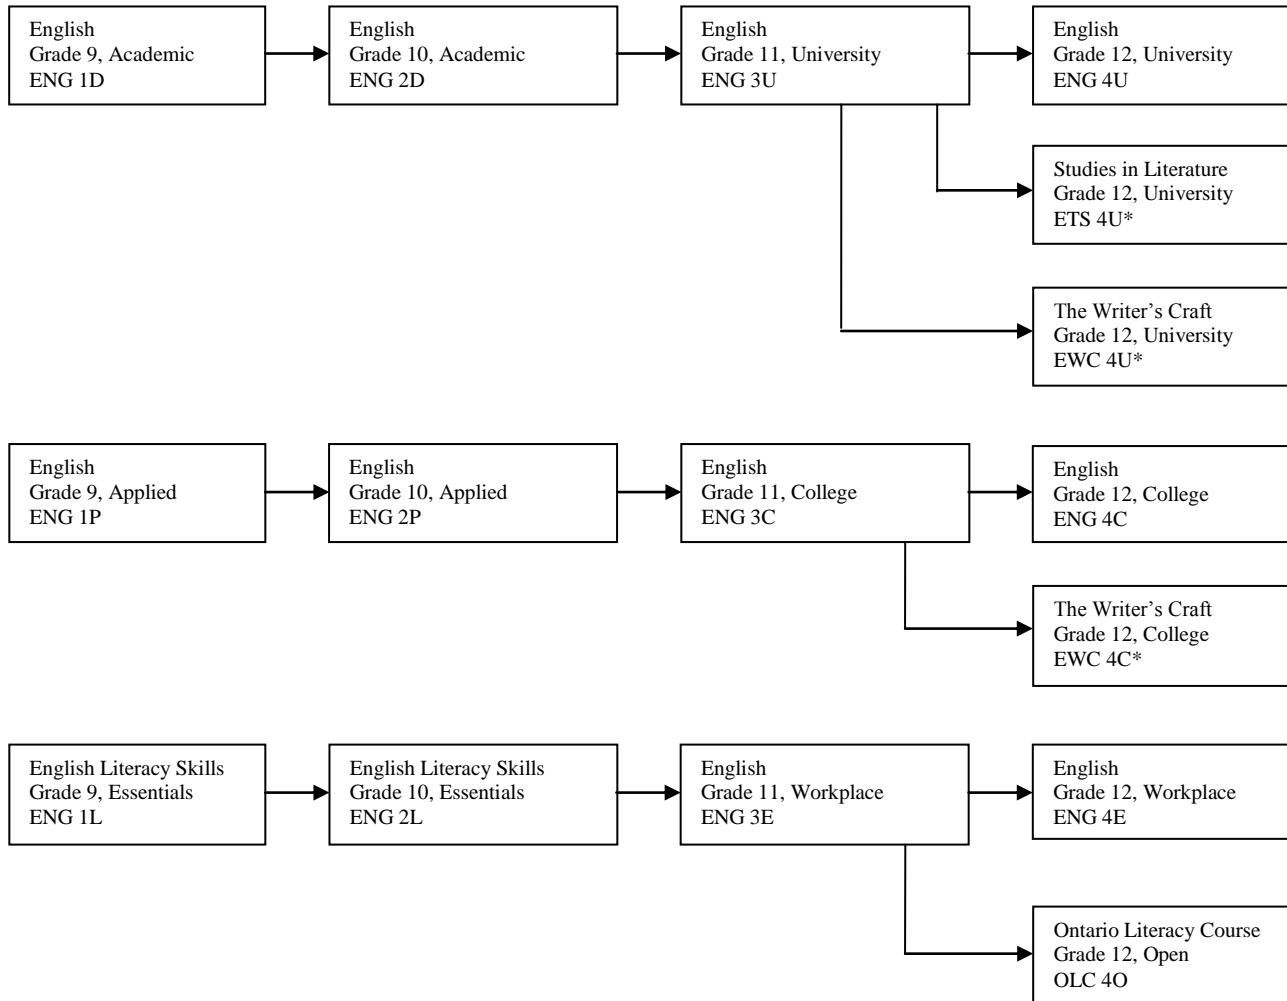 English
Grade 9, Academic
ENG 1D
English
Grade 10, Academic
ENG 2D
English
Grade 11, University
ENG 3U
English
Grade 12, University
ENG 4U
Studies in Literature
Grade 12, University
ETS 4U*
The Writer’s Craft
Grade 12, University
EWC 4U*
English
Grade 9, Applied
ENG 1P
English
Grade 10, Applied
ENG 2P
English
Grade 11, College
ENG 3C
English
Grade 12, College
ENG 4C
The Writer’s Craft
Grade 12, College
EWC 4C*
English Literacy Skills
Grade 9, Essentials
ENG 1L
English Literacy Skills
Grade 10, Essentials
ENG 2L
English
Grade 11, Workplace
ENG 3E
English
Grade 12, Workplace
ENG 4E
Ontario Literacy Course
Grade 12, Open
OLC 4O